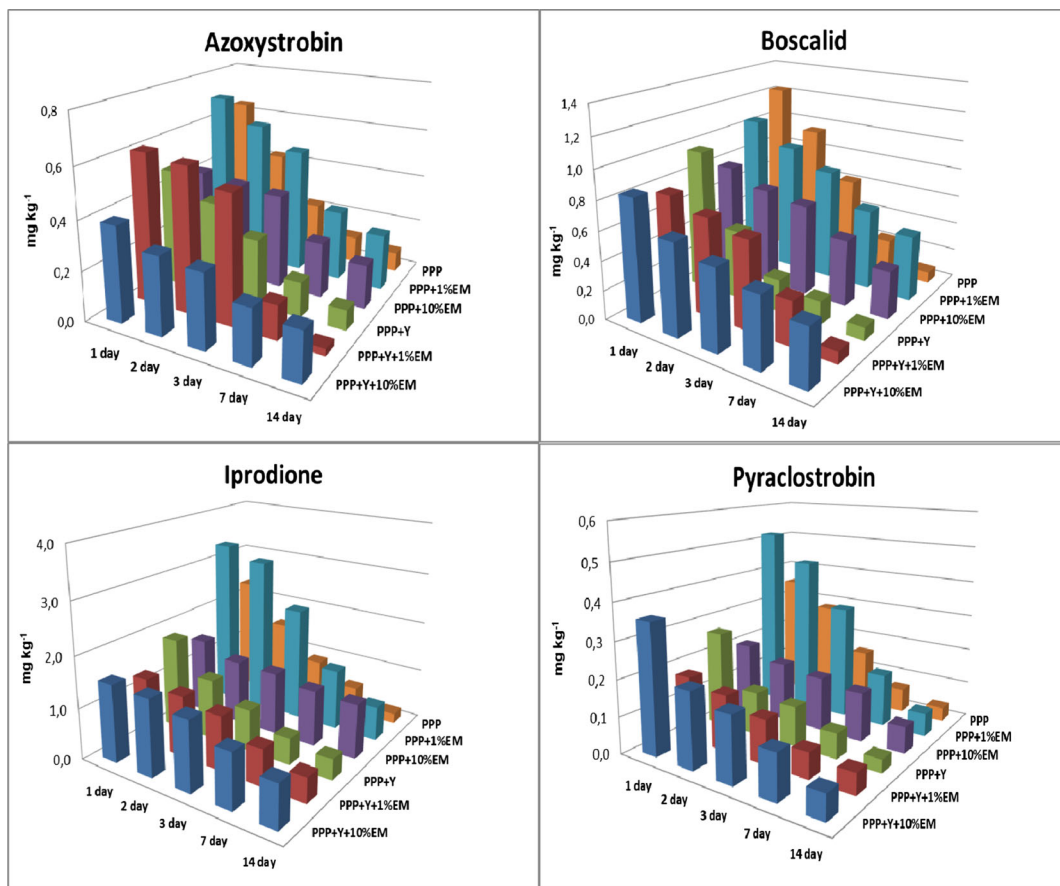 Azoxystrobin
mg kg-1
0,8
0,6
0,4
0,2
0,0
1 day
2 day
3 day
7 day
14 day
PPP
PPP+1%EM
PPP+10%EM
PPP+Y
PPP+Y+1%EM
PPP+Y+10%EM
Boscalid
mg kg-1
1,4
1,2
1,0
0,8
0,6
0,4
0,2
0,0
1 day
2 day
3 day
7 day
14 day
PPP
PPP+1%EM
PPP+10%EM
PPP+Y
PPP+Y+1%EM
PPP+Y+10%EM
Iprodione
mg kg-1
4,0
3,0
2,0
1,0
0,0
1 day
2 day
3 day
7 day
14 day
PPP
PPP+1%EM
PPP+10%EM
PPP+Y
PPP+Y+1%EM
PPP+Y+10%EM
Pyraclostrobin
mg kg-1
0,6
0,5
0,4
0,3
0,2
0,1
0,0
1 day
2 day
3 day
7 day
14 day
PPP
PPP+1%EM
PPP+10%EM
PPP+Y
PPP+Y+1%EM
PPP+Y+10%EM